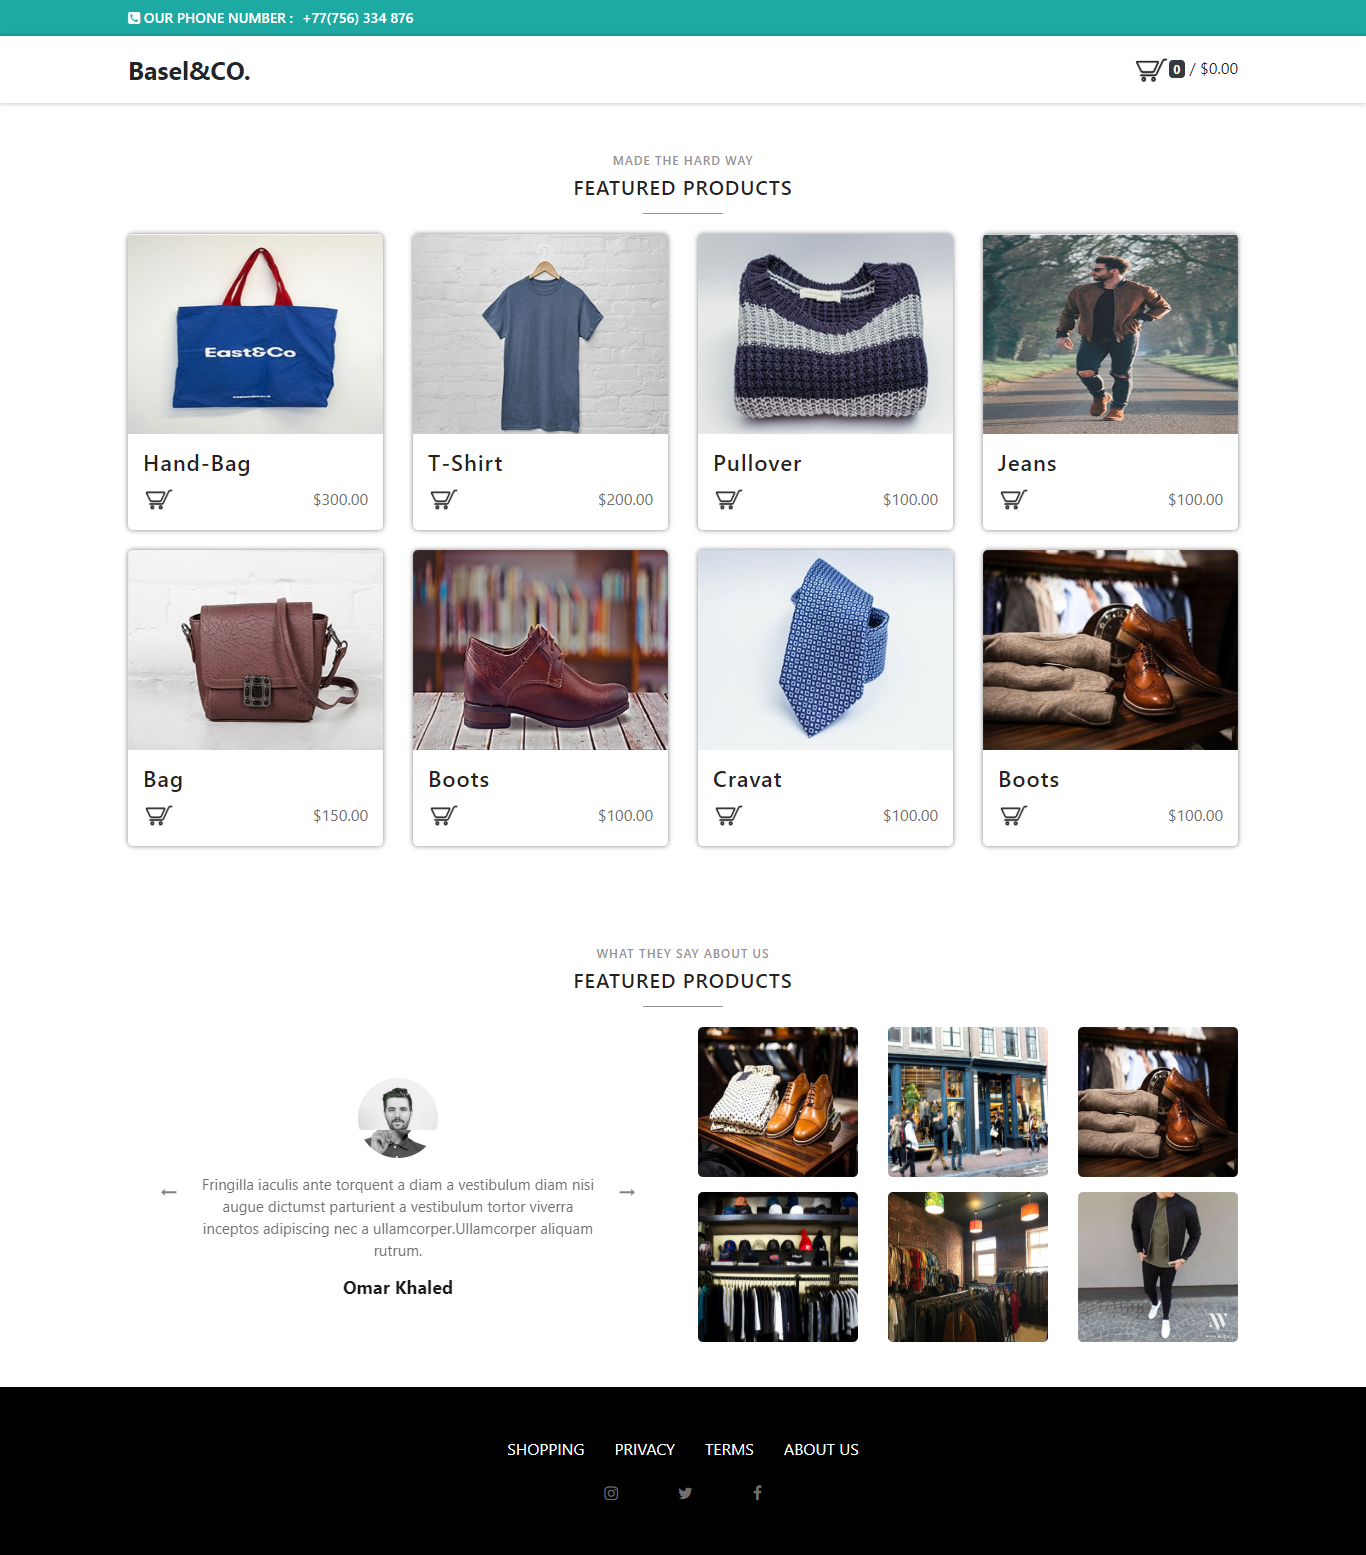 OUR PHONE NUMBER : +77(756) 334 876
Basel&CO.
0 / $0.00
MADE THE HARD WAY
FEATURED PRODUCTS
East&Co
Hand-Bag
$300.00
T-Shirt
$200.00
Pullover
$100.00
Jeans
$100.00
Bag
$150.00
Boots
$100.00
Cravat
$100.00
Boots
$100.00
WHAT THEY SAY ABOUT US
FEATURED PRODUCTS
Fringilla iaculis ante torquent a diam a vestibulum diam nisi
augue dictumst parturient a vestibulum tortor viverra
inceptos adipiscing nec a ullamcorper.Ullamcorper aliquam
rutrum.
Omar Khaled
SHOPPING PRIVACY TERMS ABOUT US